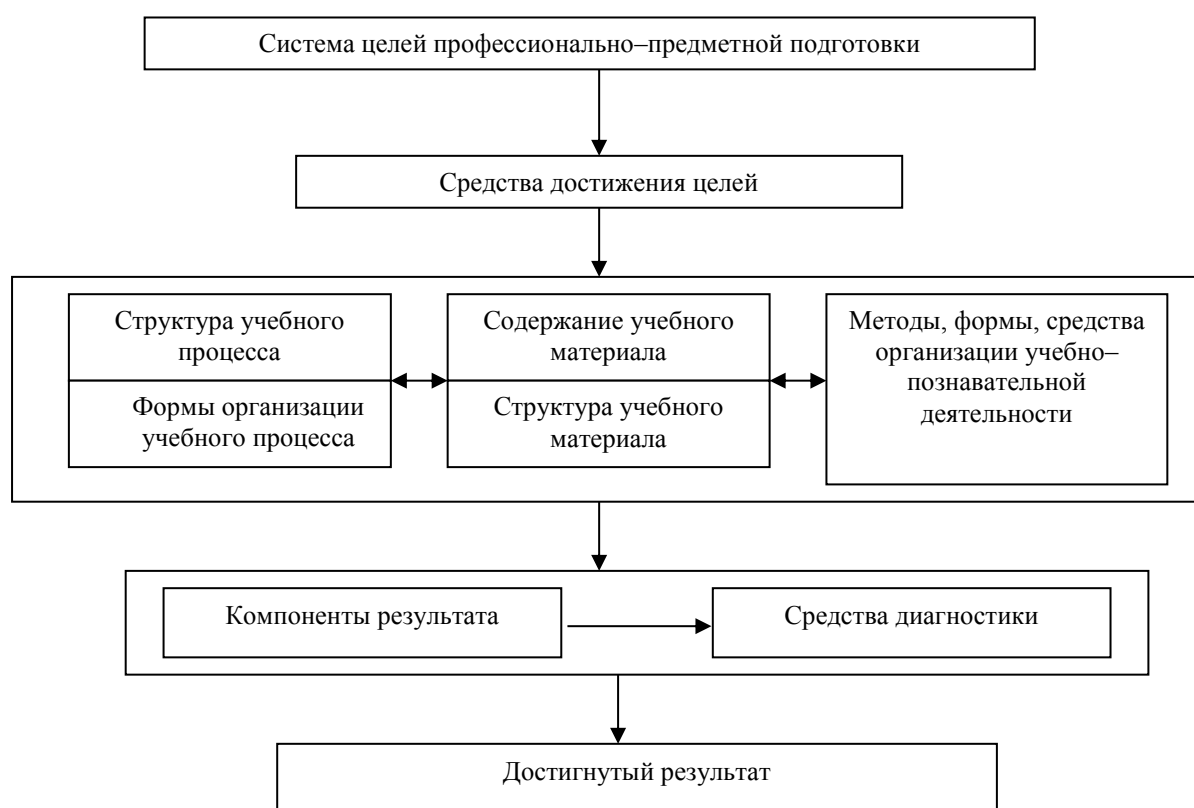 Система целей профессионально–предметной подготовки
Средства достижения целей
Структура учебного
процесса
Формы организации
учебного процесса
Содержание учебного
материала
Структура учебного
материала
Методы, формы, средства
организации учебно–
познавательной
деятельности
Компоненты результата
Средства диагностики
Достигнутый результат